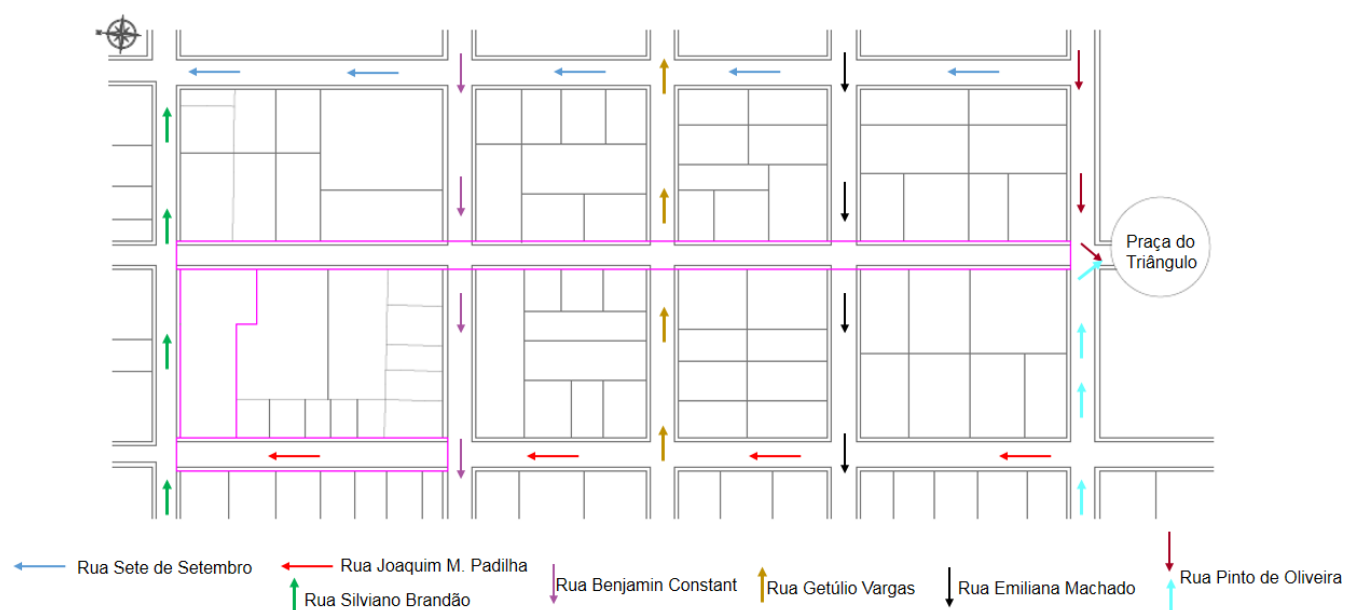 Praça do
Triângulo
Rua Sete de Setembro
Rua Joaquim M. Padilha
Rua Silviano Brandão
Rua Benjamin Constant
Rua Getúlio Vargas
Rua Emiliana Machado
Rua Pinto de Oliveira